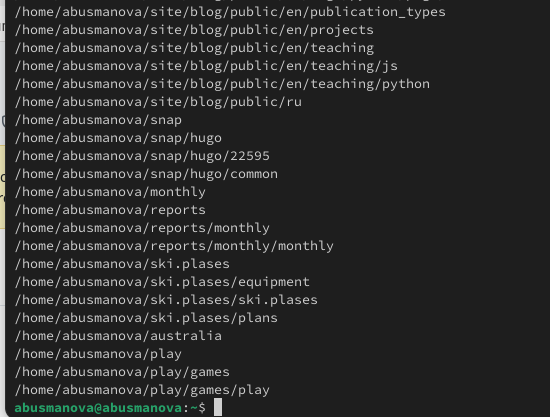 /home/abusmanova/site/blog/public/en/publication_types
/home/abusmanova/site/blog/public/en/projects
/home/abusmanova/site/blog/public/en/teaching
/home/abusmanova/site/blog/public/en/teaching/js
/home/abusmanova/site/blog/public/en/teaching/python
/home/abusmanova/site/blog/public/ru
/home/abusmanova/snap
/home/abusmanova/snap/hugo
/home/abusmanova/snap/hugo/22595
/home/abusmanova/snap/hugo/common
/home/abusmanova/monthly
/home/abusmanova/reports
/home/abusmanova/reports/monthly
/home/abusmanova/reports/monthly/monthly
/home/abusmanova/ski.plases
/home/abusmanova/ski.plases/equipment
/home/abusmanova/ski.plases/ski.plases
/home/abusmanova/ski.plases/plans
/home/abusmanova/australia
/home/abusmanova/play
/home/abusmanova/play/games
/home/abusmanova/play/games/play
abusmanova@abusmanova:~$